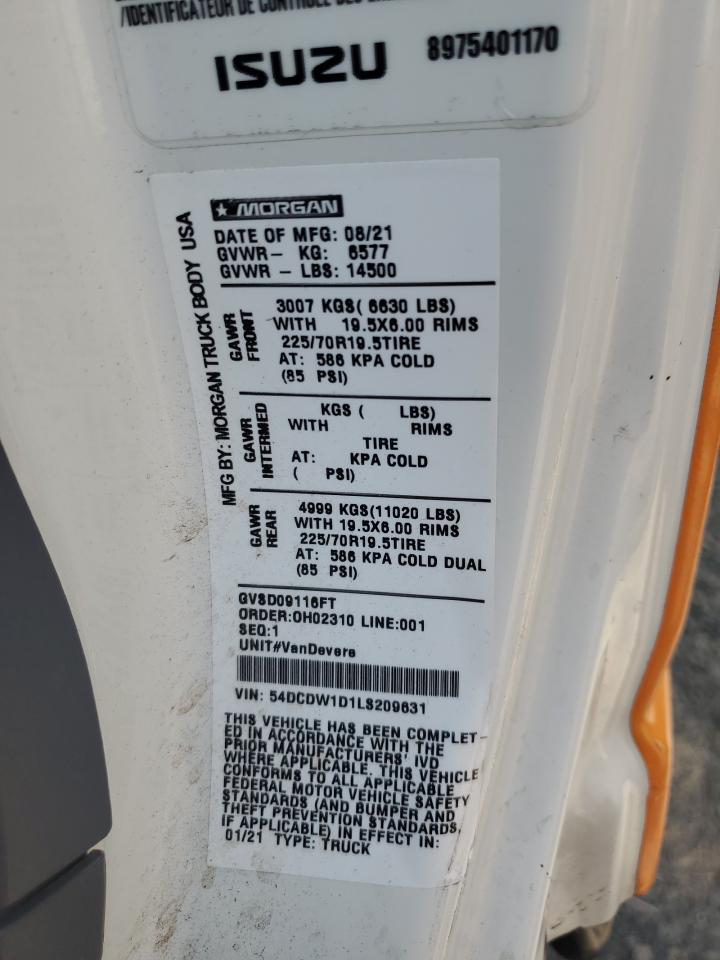 /IDENTIFICATEUR DE CONTRÔLE DES
ISUZU 8975401170
MORGAN
MFG BY: MORGAN TRUCK BODY USA
DATE OF MFG: 08/21
GVWR- KG: 6577
GVWR - LBS: 14500
GAWR FRONT
3007 KGS( 6630 LBS)
WITH 19.5X6.00 RIMS
225/70R19.5TIRE
AT: 586 KPA COLD
(85 PSI)
GAWR INTERMED
KGS ( LBS)
WITH RIMS
TIRE
AT: KPA COLD
( PSI)
GAWR REAR
4999 KGS(11020 LBS)
WITH 19.5X6.00 RIMS
225/70R19.5TIRE
AT: 586 KPA COLD DUAL
(85 PSI)
GVSD09116FT
ORDER:OH02310 LINE:001
SEQ:1
UNIT#VanDevere
VIN: 54DCDW1D1LS209631
THIS VEHICLE HAS BEEN COMPLET-
ED IN ACCORDANCE WITH THE
PRIOR MANUFACTURERS' IVD
WHERE APPLICABLE. THIS VEHICLE
CONFORMS TO ALL APPLICABLE
FEDERAL MOTOR VEHICLE SAFETY
STANDARDS (AND BUMPER AND
THEFT PREVENTION STANDARDS,
IF APPLICABLE) IN EFFECT IN:
01/21 TYPE: TRUCK